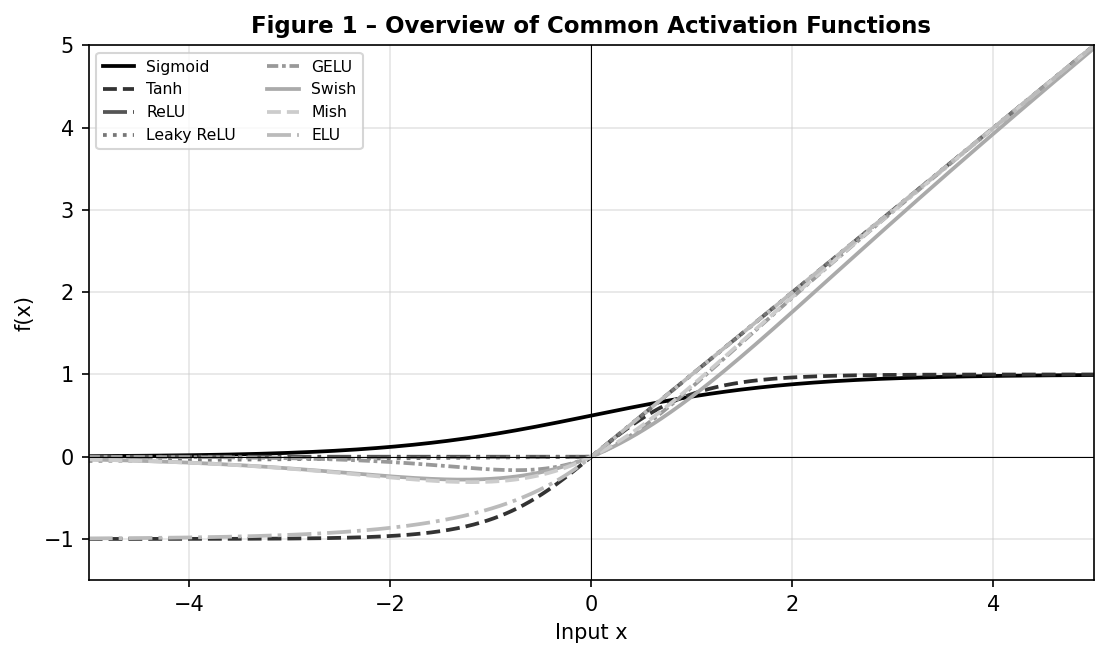 Figure 1 – Overview of Common Activation Functions
5
4
3
2
1
0
−1
f(x)
Sigmoid
Tanh
ReLU
Leaky ReLU
GELU
Swish
Mish
ELU
−4
−2
0
2
4
Input x